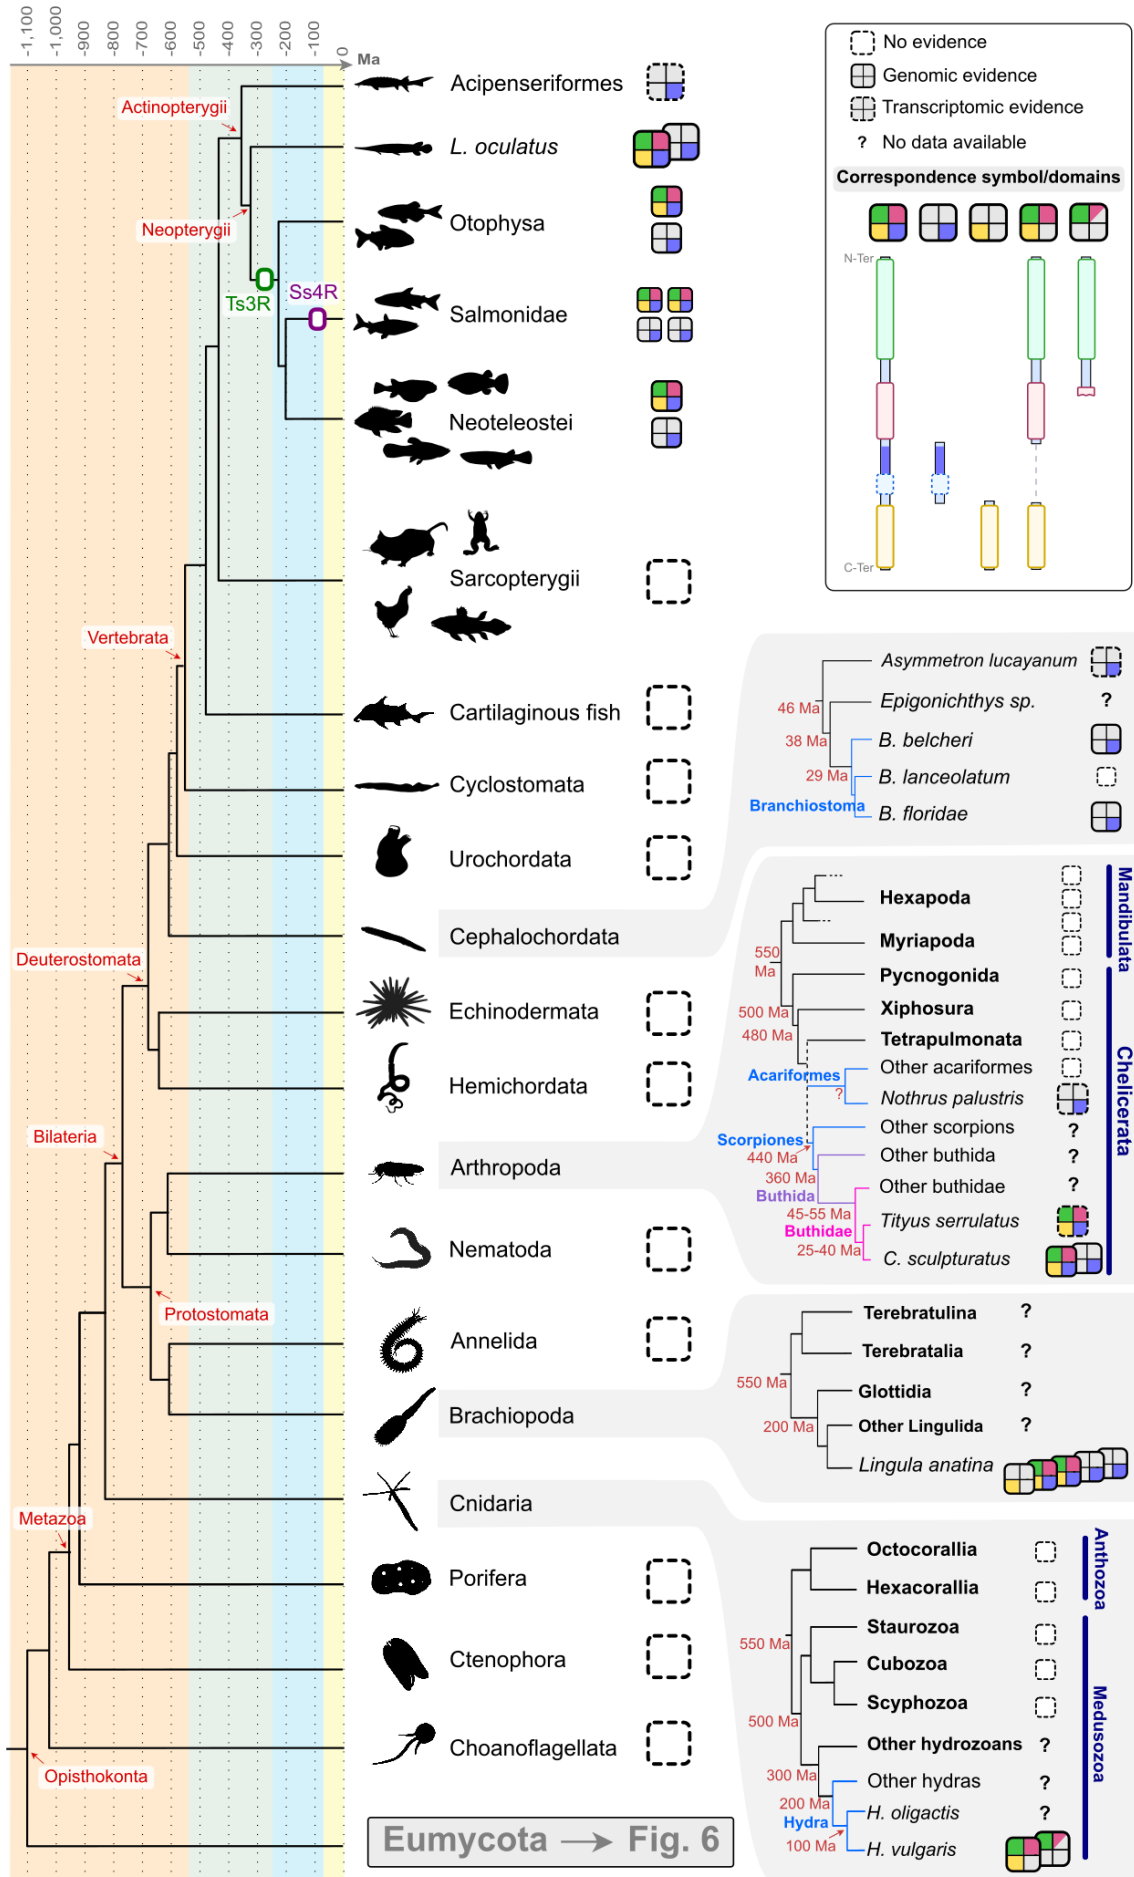 -1,100
-1,000
-900
-800
-700
-600
-500
-400
-300
-200
-100
0
Ma
Actinopterygii
Neopterygii
Ts3R
Ss4R
Vertebrata
Deuterostomata
Bilateria
Protostomata
Metazoa
Opisthokonta
Acipenseriformes
L. oculatus
Otophysa
Salmonidae
Neoteleostei
Sarcopterygii
Cartilaginous fish
Cyclostomata
Urochordata
Cephalochordata
Echinodermata
Hemichordata
Arthropoda
Nematoda
Annelida
Brachiopoda
Cnidaria
Porifera
Ctenophora
Choanoflagellata
Eumycota → Fig. 6
No evidence
Genomic evidence
Transcriptomic evidence
? No data available
Correspondence symbol/domains
N-Ter
C-Ter
Asymmetron lucayanum
46 Ma
Epigonichthys sp. ?
38 Ma
B. belcheri
29 Ma
B. lanceolatum
Branchiostoma
B. floridae
Mandibulata
Hexapoda
Myriapoda
550
Ma
Chelicerata
Pycnogonida
500 Ma
Xiphosura
480 Ma
Tetrapulmonata
Other acariformes
Acariformes
?
Nothrus palustris
Other scorpions ?
Scorpiones
440 Ma
Other buthida ?
360 Ma
Buthida
Other buthidae ?
45-55 Ma
Buthidae
Tityus serrulatus
25-40 Ma
C. sculpturatus
Terebratulina ?
Terebratalia ?
550 Ma
Glottidia ?
200 Ma
Other Lingulida ?
Lingula anatina
Anthozoa
Octocorallia
Hexacorallia
550 Ma
Medusozoa
Staurozoa
Cubozoa
Scyphozoa
500 Ma
Other hydrozoans ?
300 Ma
Other hydras ?
200 Ma
Hydra
H. oligactis ?
100 Ma
H. vulgaris